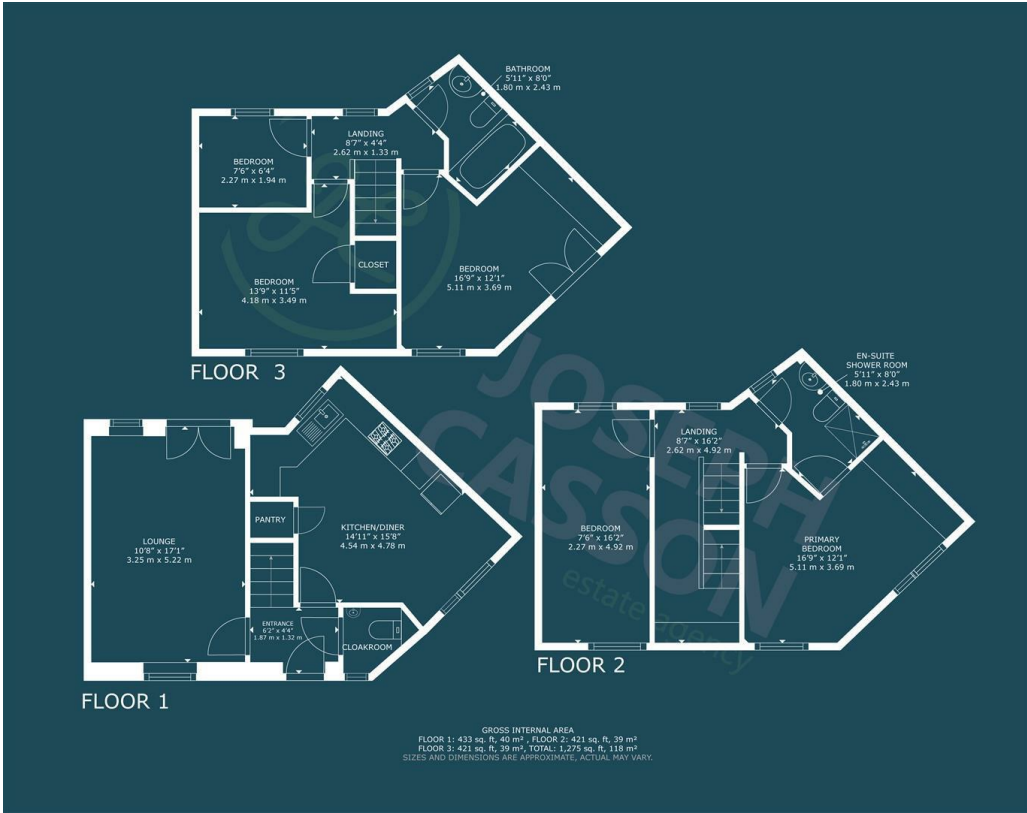 BATHROOM
5'11" x 8'0"
1.80 m x 2.43 m
LANDING
8'7" x 4'4"
2.62 m x 1.33 m
BEDROOM
7'6" x 6'4"
2.27 m x 1.94 m
CLOSET
BEDROOM
13'9" x 11'5"
4.18 m x 3.49 m
BEDROOM
16'9" x 12'1"
5.11 m x 3.69 m
FLOOR 3
JOSEPH
CASSON
estate agency
EN-SUITE
SHOWER ROOM
5'11" x 8'0"
1.80 m x 2.43 m
LANDING
8'7" x 16'2"
2.62 m x 4.92 m
BEDROOM
7'6" x 16'2"
2.27 m x 4.92 m
PRIMARY
BEDROOM
16'9" x 12'1"
5.11 m x 3.69 m
FLOOR 2
PANTRY
KITCHEN/DINER
14'11" x 15'8"
4.54 m x 4.78 m
LOUNGE
10'8" x 17'1"
3.25 m x 5.22 m
ENTRANCE
6'2" x 4'4"
1.87 m x 1.32 m
CLOAKROOM
FLOOR 1
GROSS INTERNAL AREA
FLOOR 1: 433 sq. ft, 40 m² , FLOOR 2: 421 sq. ft, 39 m²
FLOOR 3: 421 sq. ft, 39 m², TOTAL: 1,275 sq. ft, 118 m²
SIZES AND DIMENSIONS ARE APPROXIMATE, ACTUAL MAY VARY.